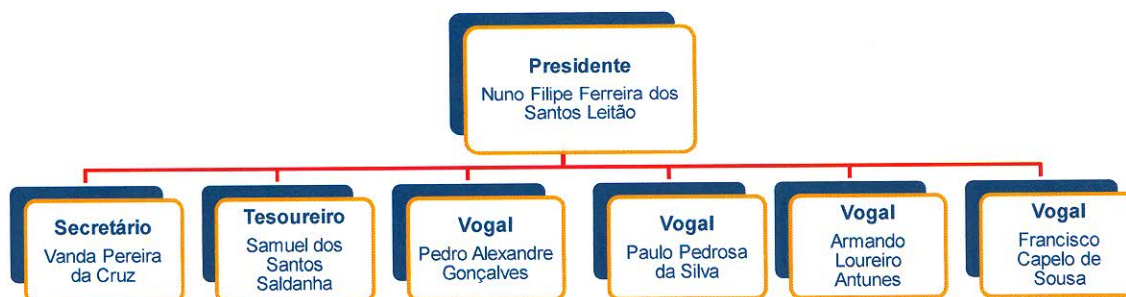 Presidente
Nuno Filipe Ferreira dos
Santos Leitão
Secretário
Vanda Pereira
da Cruz
Tesoureiro
Samuel dos
Santos
Saldanha
Vogal
Pedro Alexandre
Gonçalves
Vogal
Paulo Pedrosa
da Silva
Vogal
Armando
Loureiro
Antunes
Vogal
Francisco
Capelo de
Sousa